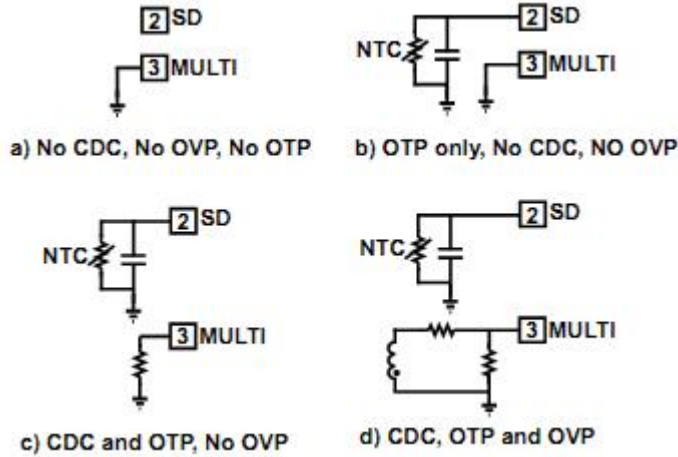 2 SD
3 MULTI
a) No CDC, No OVP, No OTP
2 SD
NTC
3 MULTI
b) OTP only, No CDC, NO OVP
2 SD
NTC
3 MULTI
c) CDC and OTP, No OVP
2 SD
NTC
3 MULTI
d) CDC, OTP and OVP